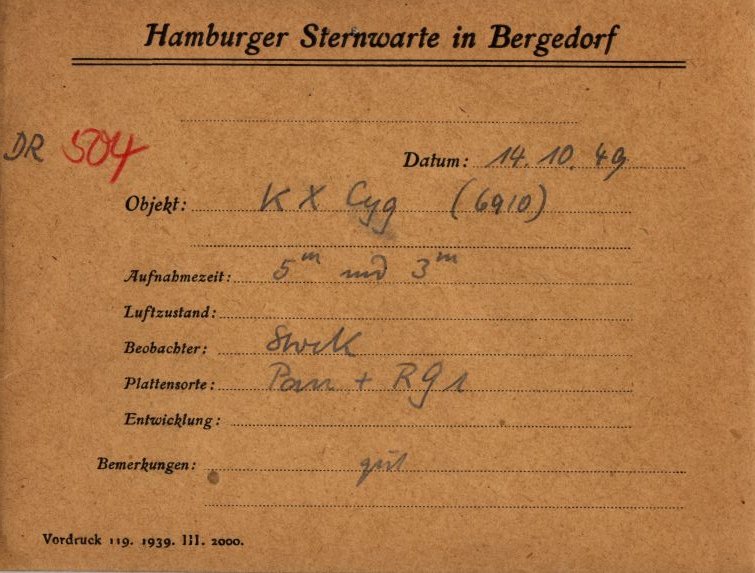 Hamburger Sternwarte in Bergedorf
DR 504
Datum: 14.10.49
Objekt: KX Cyg (6910)
Aufnahmezeit: 5m und 3m
Luftzustand:
Beobachter: Stock
Plattensorte: Pan + RG1
Entwicklung:
Bemerkungen: gut
Vordruck 119. 1939. III. 2000.